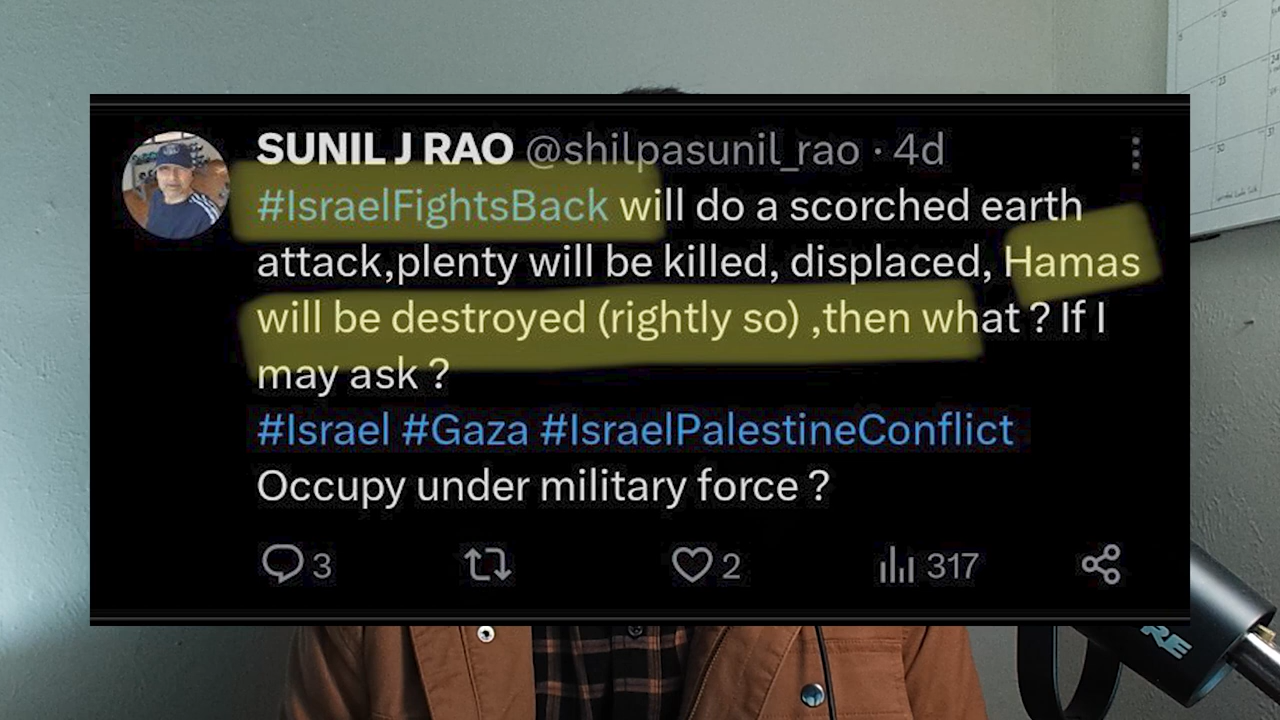 SUNIL J RAO @shilpasunil_rao · 4d
#IsraelFightsBack will do a scorched earth
attack,plenty will be killed, displaced, Hamas
will be destroyed (rightly so) ,then what ? If I
may ask ?
#Israel #Gaza #IsraelPalestineConflict
Occupy under military force ?
3
2
317